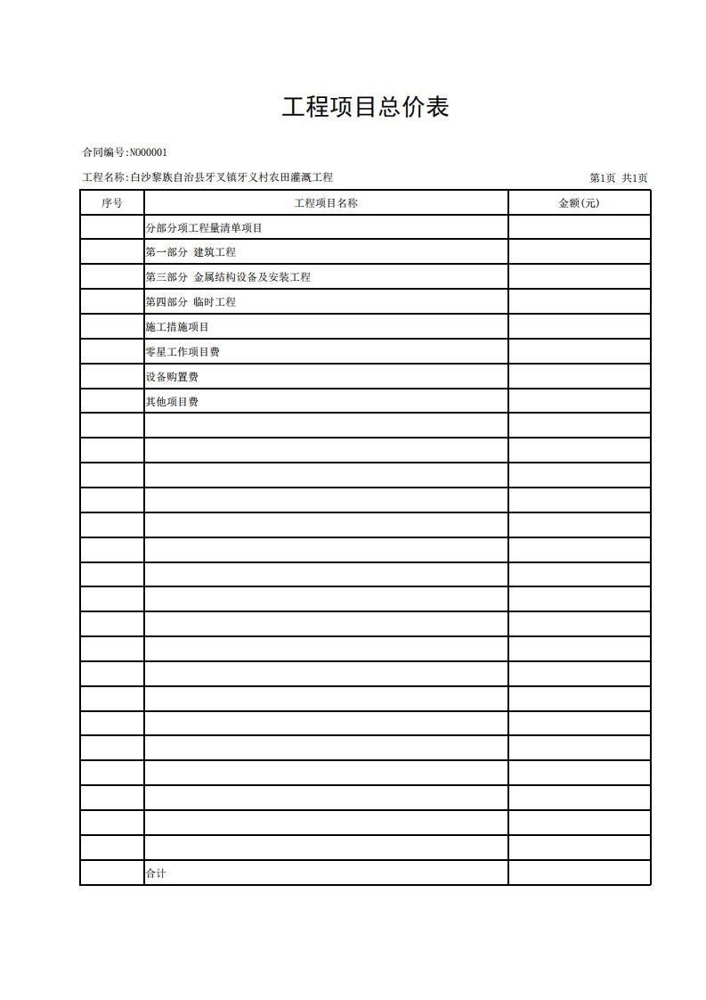 工程项目总价表
合同编号:N000001
工程名称:白沙黎族自治县牙叉镇牙义村农田灌溉工程 第1页 共1页
序号 工程项目名称 金额(元)
分部分项工程量清单项目
第一部分 建筑工程
第三部分 金属结构设备及安装工程
第四部分 临时工程
施工措施项目
零星工作项目费
设备购置费
其他项目费
合计